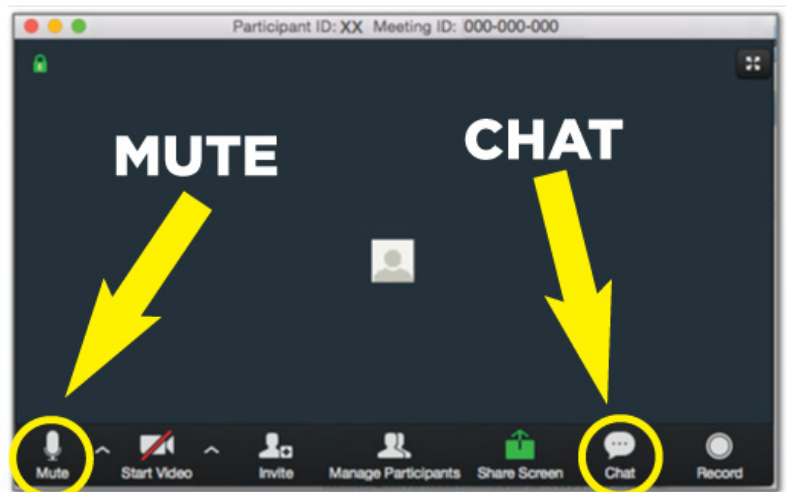 Participant ID: XX Meeting ID: 000-000-000
MUTE
CHAT
Mute
Start Video
Invite
Manage Participants
Share Screen
Chat
Record